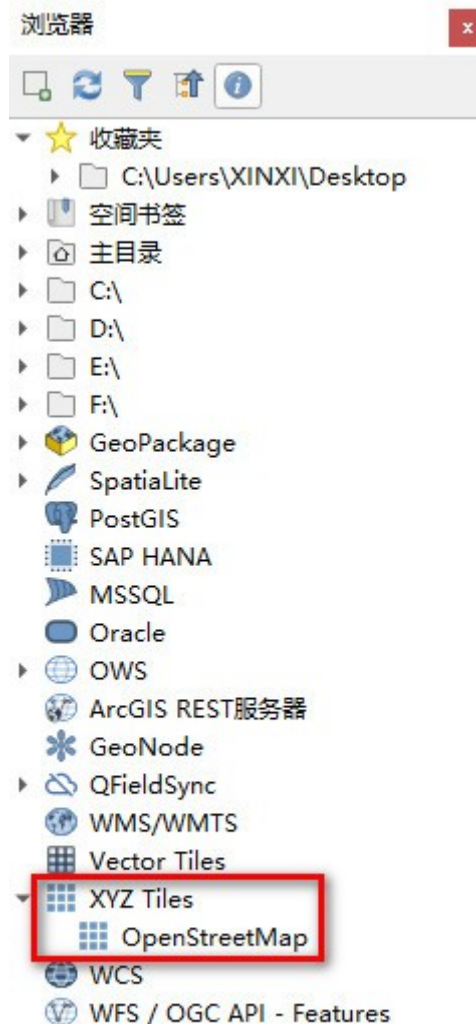 浏览器
收藏夹
C:\Users\XINXI\Desktop
空间书签
主目录
C:\
D:\
E:\
F:\
GeoPackage
SpatiaLite
PostGIS
SAP HANA
MSSQL
Oracle
OWS
ArcGIS REST服务器
GeoNode
QFieldSync
WMS/WMTS
Vector Tiles
XYZ Tiles
OpenStreetMap
WCS
WFS / OGC API - Features